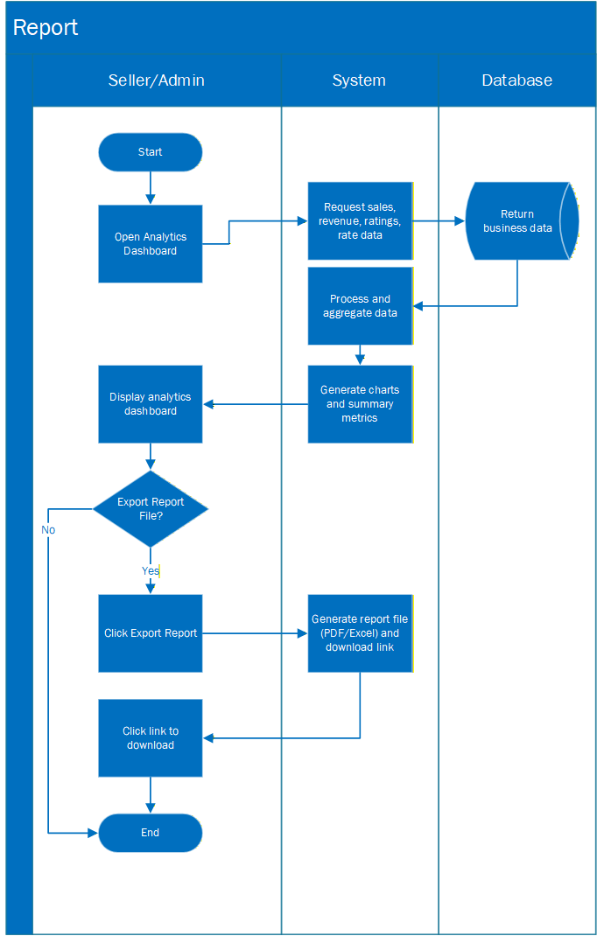 Report
Seller/Admin
System
Database
Start
Open Analytics
Dashboard
Request sales,
revenue, ratings,
rate data
Return
business data
Process and
aggregate data
Generate charts
and summary
metrics
Display analytics
dashboard
Export Report
File?
No
Yes
Click Export Report
Generate report file
(PDF/Excel) and
download link
Click link to
download
End